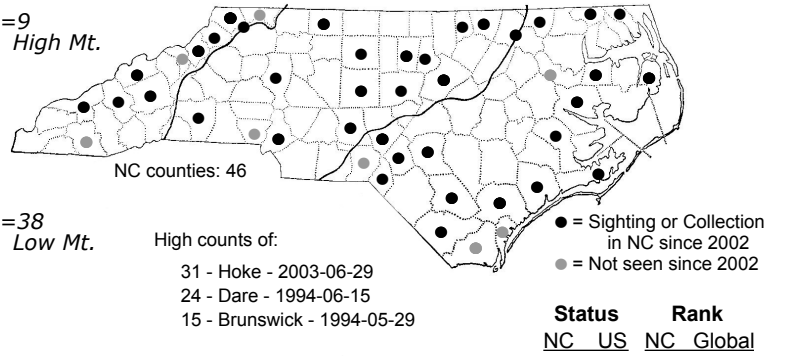 =9
High Mt.
NC counties: 46
=38
Low Mt.
High counts of:
31 - Hoke - 2003-06-29
24 - Dare - 1994-06-15
15 - Brunswick - 1994-05-29
= Sighting or Collection
in NC since 2002
= Not seen since 2002
Status Rank
NC US NC Global